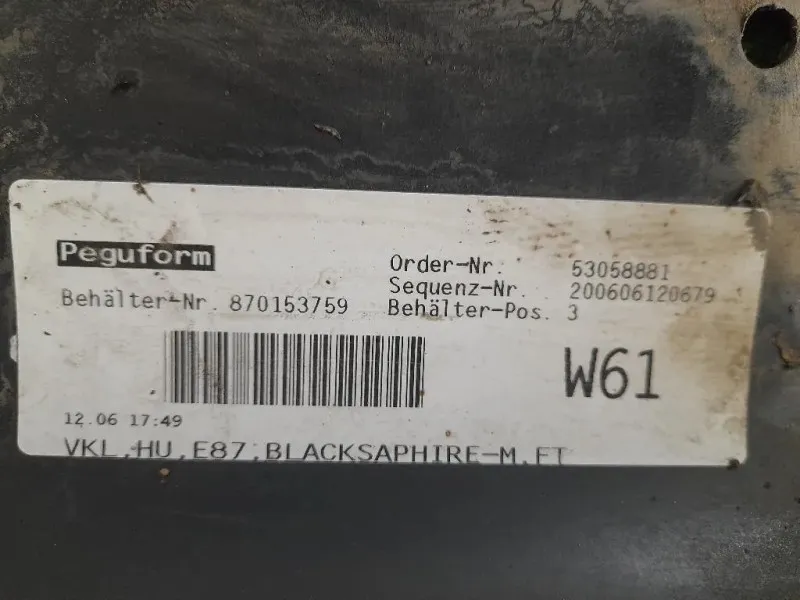 Peguform
Order-Nr. 53058881
Sequenz-Nr. 200606120679
Behälter-Nr. 870153759 Behälter-Pos. 3
W61
12.06 17:49
VKL,HU,E87,BLACKSAPHIRE-M,FT